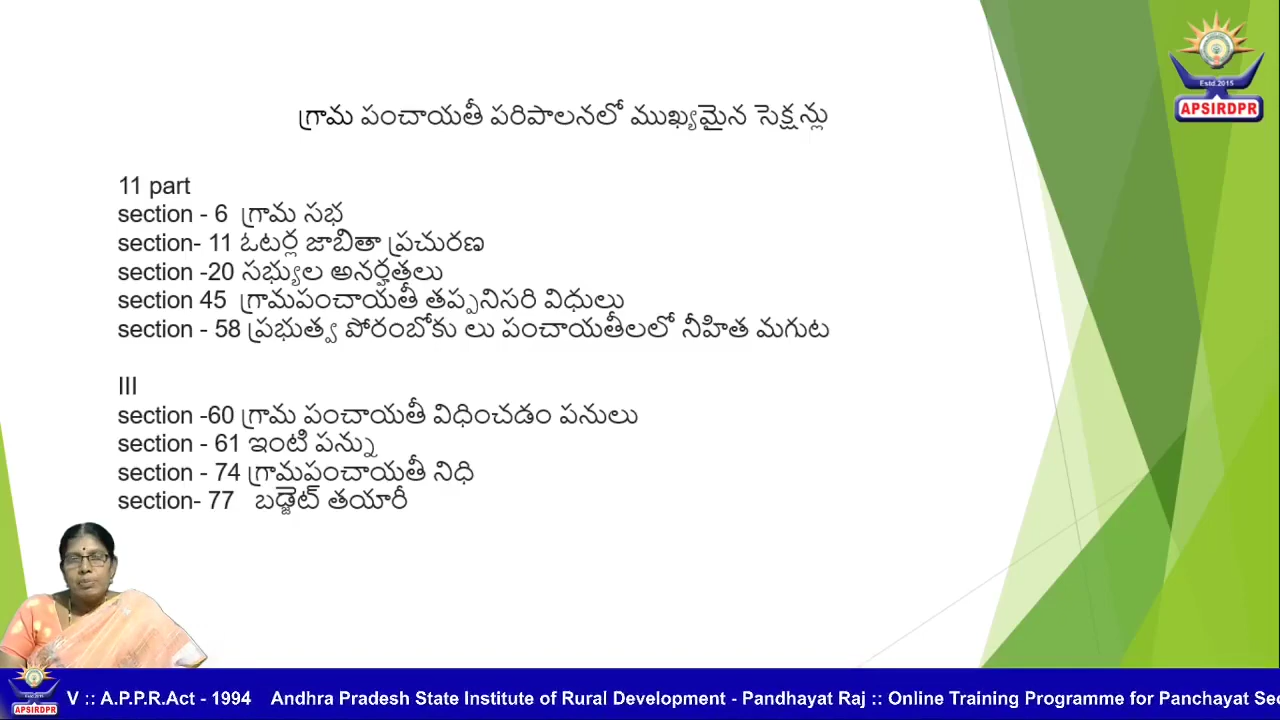 గ్రామ పంచాయతీ పరిపాలనలో ముఖ్యమైన సెక్షన్లు
Estd.2015
APSIRDPR
11 part
section - 6 గ్రామ సభ
section- 11 ఓటర్ల జాబితా ప్రచురణ
section -20 సభ్యుల అనర్హతలు
section 45 గ్రామపంచాయతీ తప్పనిసరి విధులు
section - 58 ప్రభుత్వ పోరంబోకు లు పంచాయతీలలో నీహిత మగుట
III
section -60 గ్రామ పంచాయతీ విధించడం పనులు
section - 61 ఇంటి పన్ను
section - 74 గ్రామపంచాయతీ నిధి
section- 77 బడ్జెట్ తయారీ
APSIRDPR
V :: A.P.P.R.Act - 1994 Andhra Pradesh State Institute of Rural Development - Pandhayat Raj :: Online Training Programme for Panchayat Sec